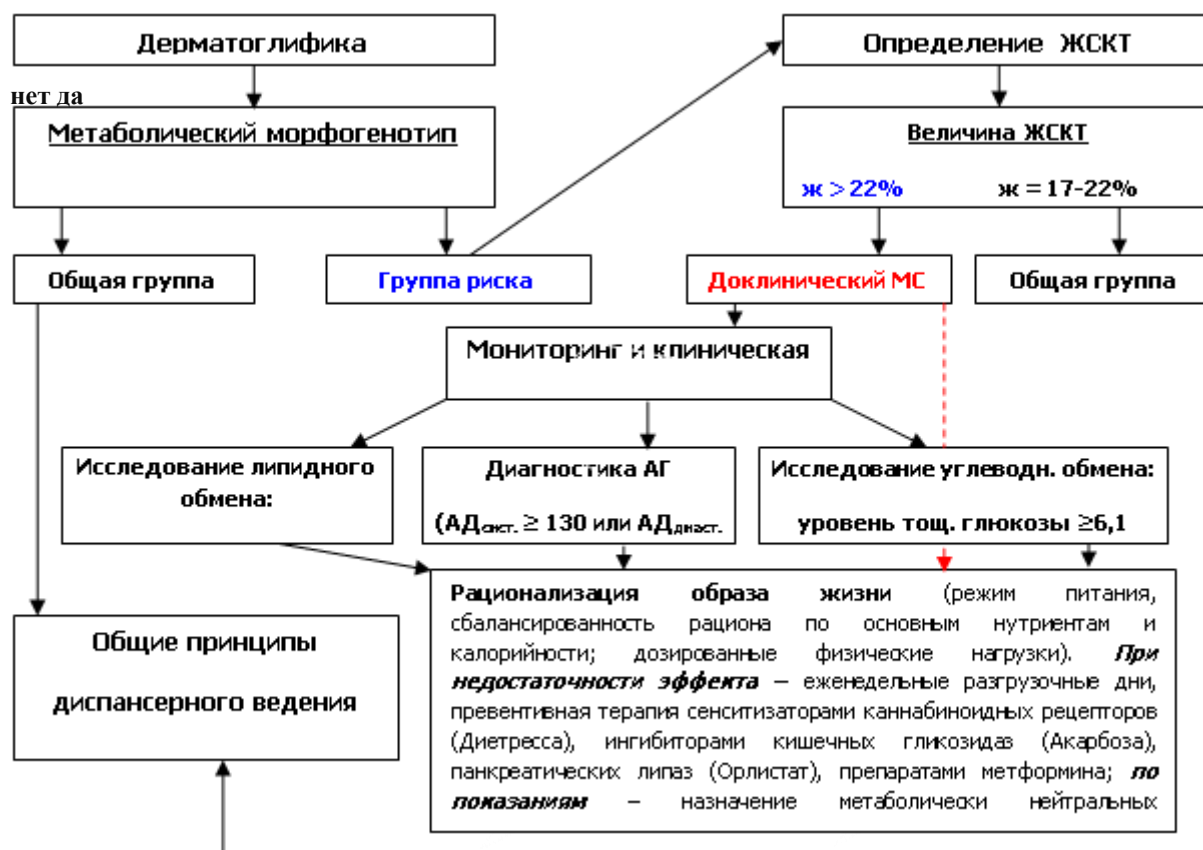 Дерматоглифика
Определение ЖСКТ
нет да
Метаболический морфогенотип
Величина ЖСКТ
ж > 22% ж = 17-22%
Общая группа
Группа риска
Доклинический МС
Общая группа
Мониторинг и клиническая
Исследование липидного
обмена:
Диагностика АГ
(АДсист. ≥ 130 или АДдиаст.
Исследование углеводн. обмена:
уровень тощ. глюкозы ≥6,1
Общие принципы
диспансерного ведения
Рационализация образа жизни (режим питания,
сбалансированность рациона по основным нутриентам и
калорийности; дозированные физические нагрузки). При
недостаточности эффекта – еженедельные разгрузочные дни,
превентивная терапия сенситизаторами каннабиноидных рецепторов
(Диетресса), ингибиторами кишечных гликозидаз (Акарбоза),
панкреатических липаз (Орлистат), препаратами метформина; по
показаниям – назначение метаболически нейтральных